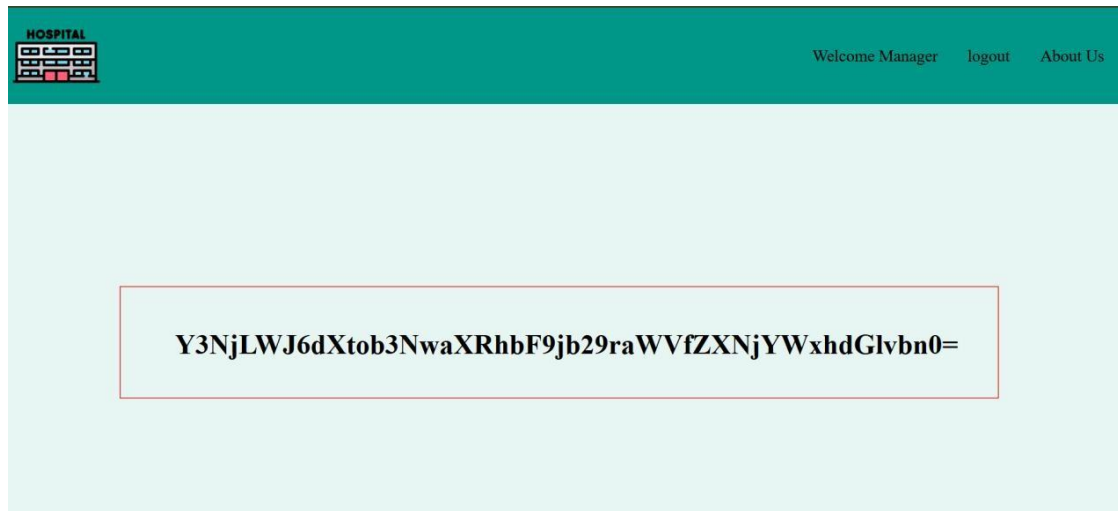 HOSPITAL
Welcome Manager logout About Us
Y3NjLWJ6dXtob3NwaXRhbF9jb29raWVfZXNjYWxhdGlvbn0=